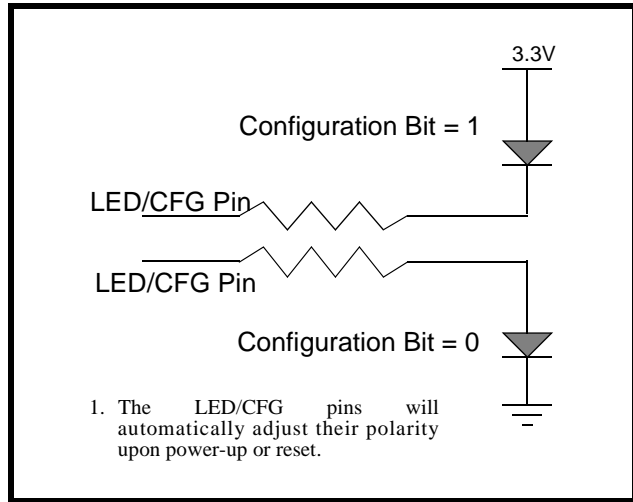 3.3V
Configuration Bit = 1
LED/CFG Pin
LED/CFG Pin
Configuration Bit = 0
1. The LED/CFG pins will
automatically adjust their polarity
upon power-up or reset.